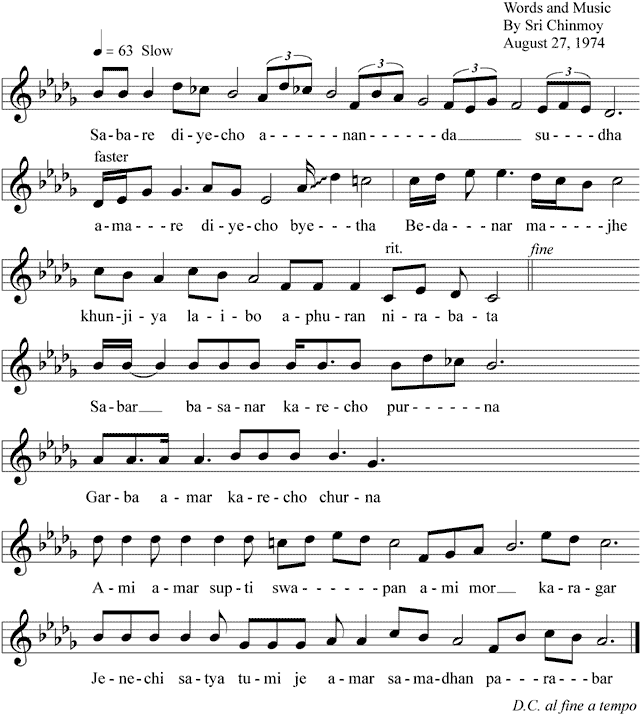 Words and Music
By Sri Chinmoy
August 27, 1974
= 63 Slow
3 3 3 3 3
Sa-ba-re di-ye-cho a-----nan-----da____ su---dha
faster
a-ma---re di-ye-cho bye---tha Be-da-nar ma----jhe
rit. fine
khun-ji-ya la-i-bo a-phu-ran ni-ra-ba-ta
Sa-bar___ ba-sa-nar ka-re-cho pur------na
Gar-ba a-mar ka-re-cho chur-na
A-mi a-mar sup-ti swa------pan a-mi mor ka-ra-gar
Je-ne-chi sa-tya tu-mi je a-mar sa-ma-dhan pa---ra-bar
D.C. al fine a tempo